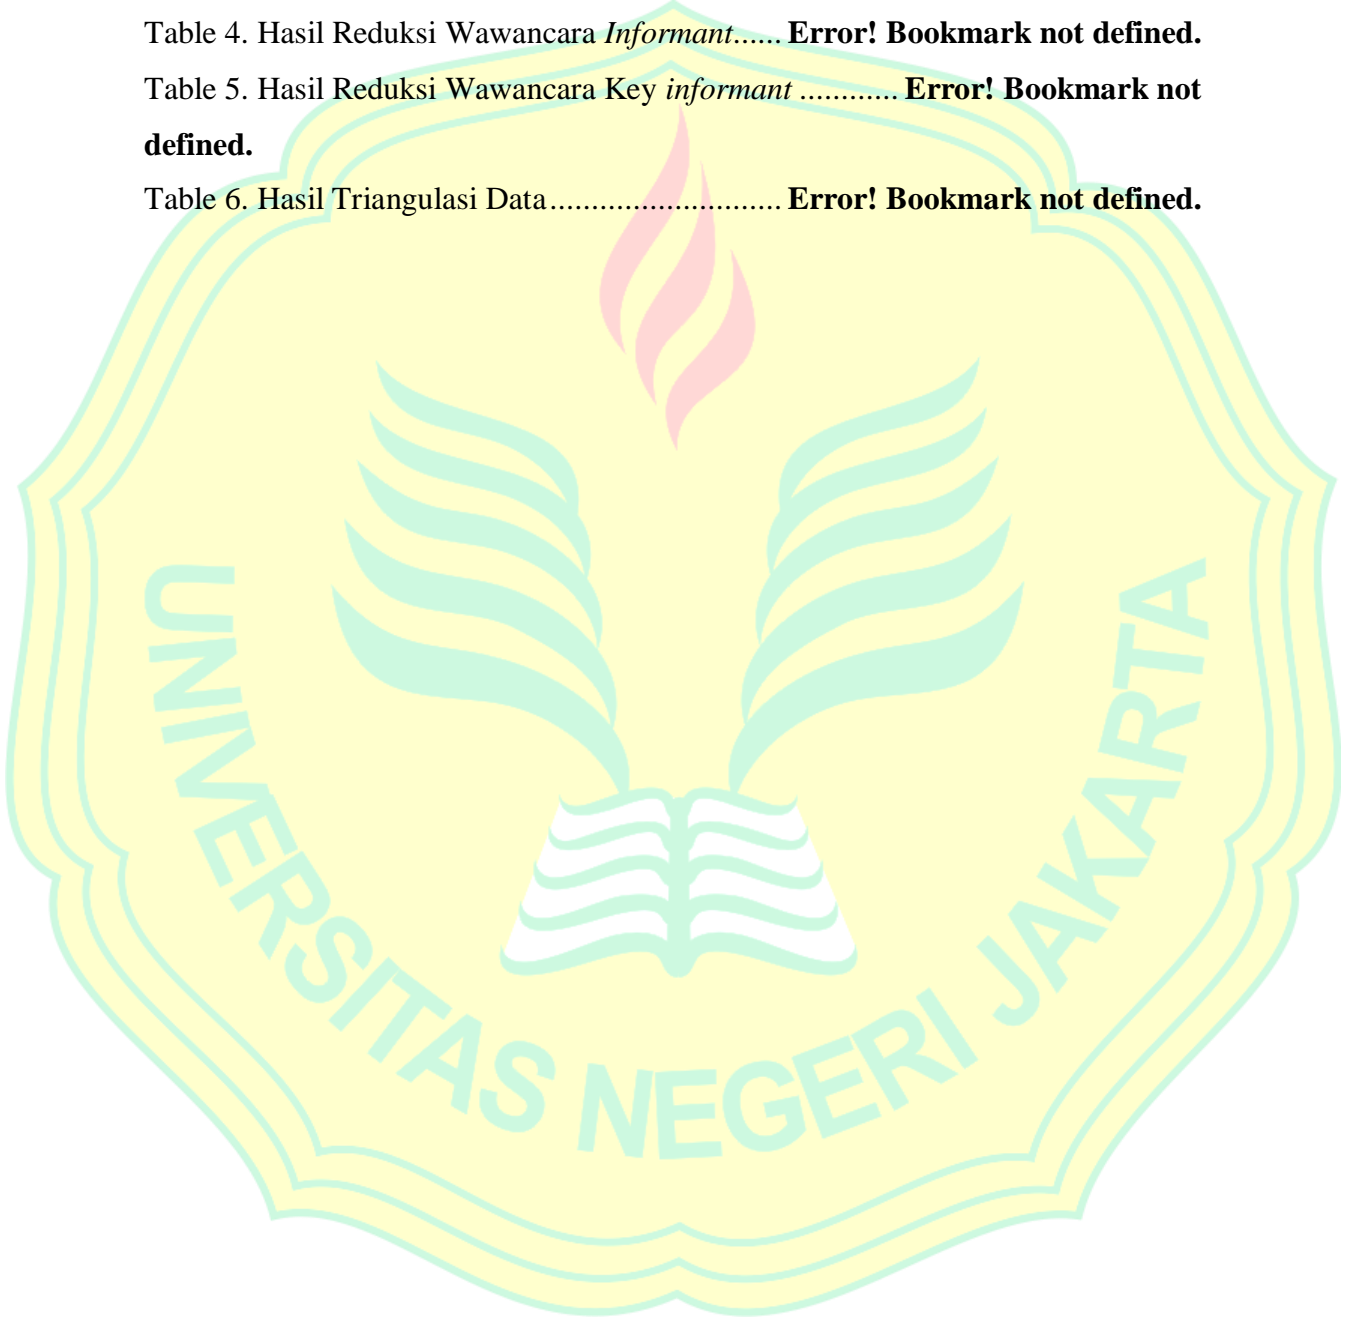 Table 4. Hasil Reduksi Wawancara Informant...... Error! Bookmark not defined.
Table 5. Hasil Reduksi Wawancara Key informant ............ Error! Bookmark not
defined.
Table 6. Hasil Triangulasi Data............................ Error! Bookmark not defined.
UNIVERSITAS NEGERI JAKARTA